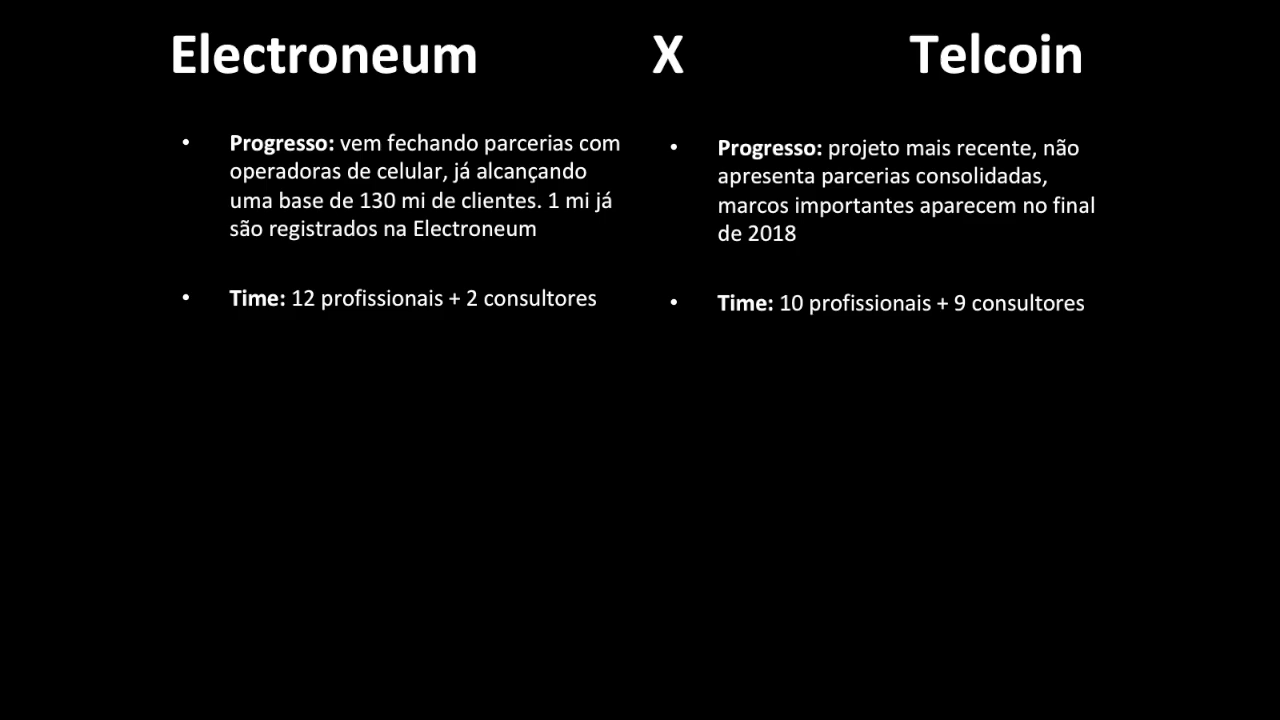 Electroneum X Telcoin
• Progresso: vem fechando parcerias com
operadoras de celular, já alcançando
uma base de 130 mi de clientes. 1 mi já
são registrados na Electroneum
• Time: 12 profissionais + 2 consultores
• Progresso: projeto mais recente, não
apresenta parcerias consolidadas,
marcos importantes aparecem no final
de 2018
• Time: 10 profissionais + 9 consultores